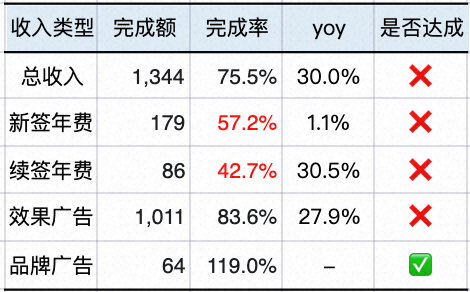 收入类型 完成额 完成率 yoy 是否达成
总收入 1,344 75.5% 30.0% ❌
新签年费 179 57.2% 1.1% ❌
续签年费 86 42.7% 30.5% ❌
效果广告 1,011 83.6% 27.9% ❌
品牌广告 64 119.0% – ✅